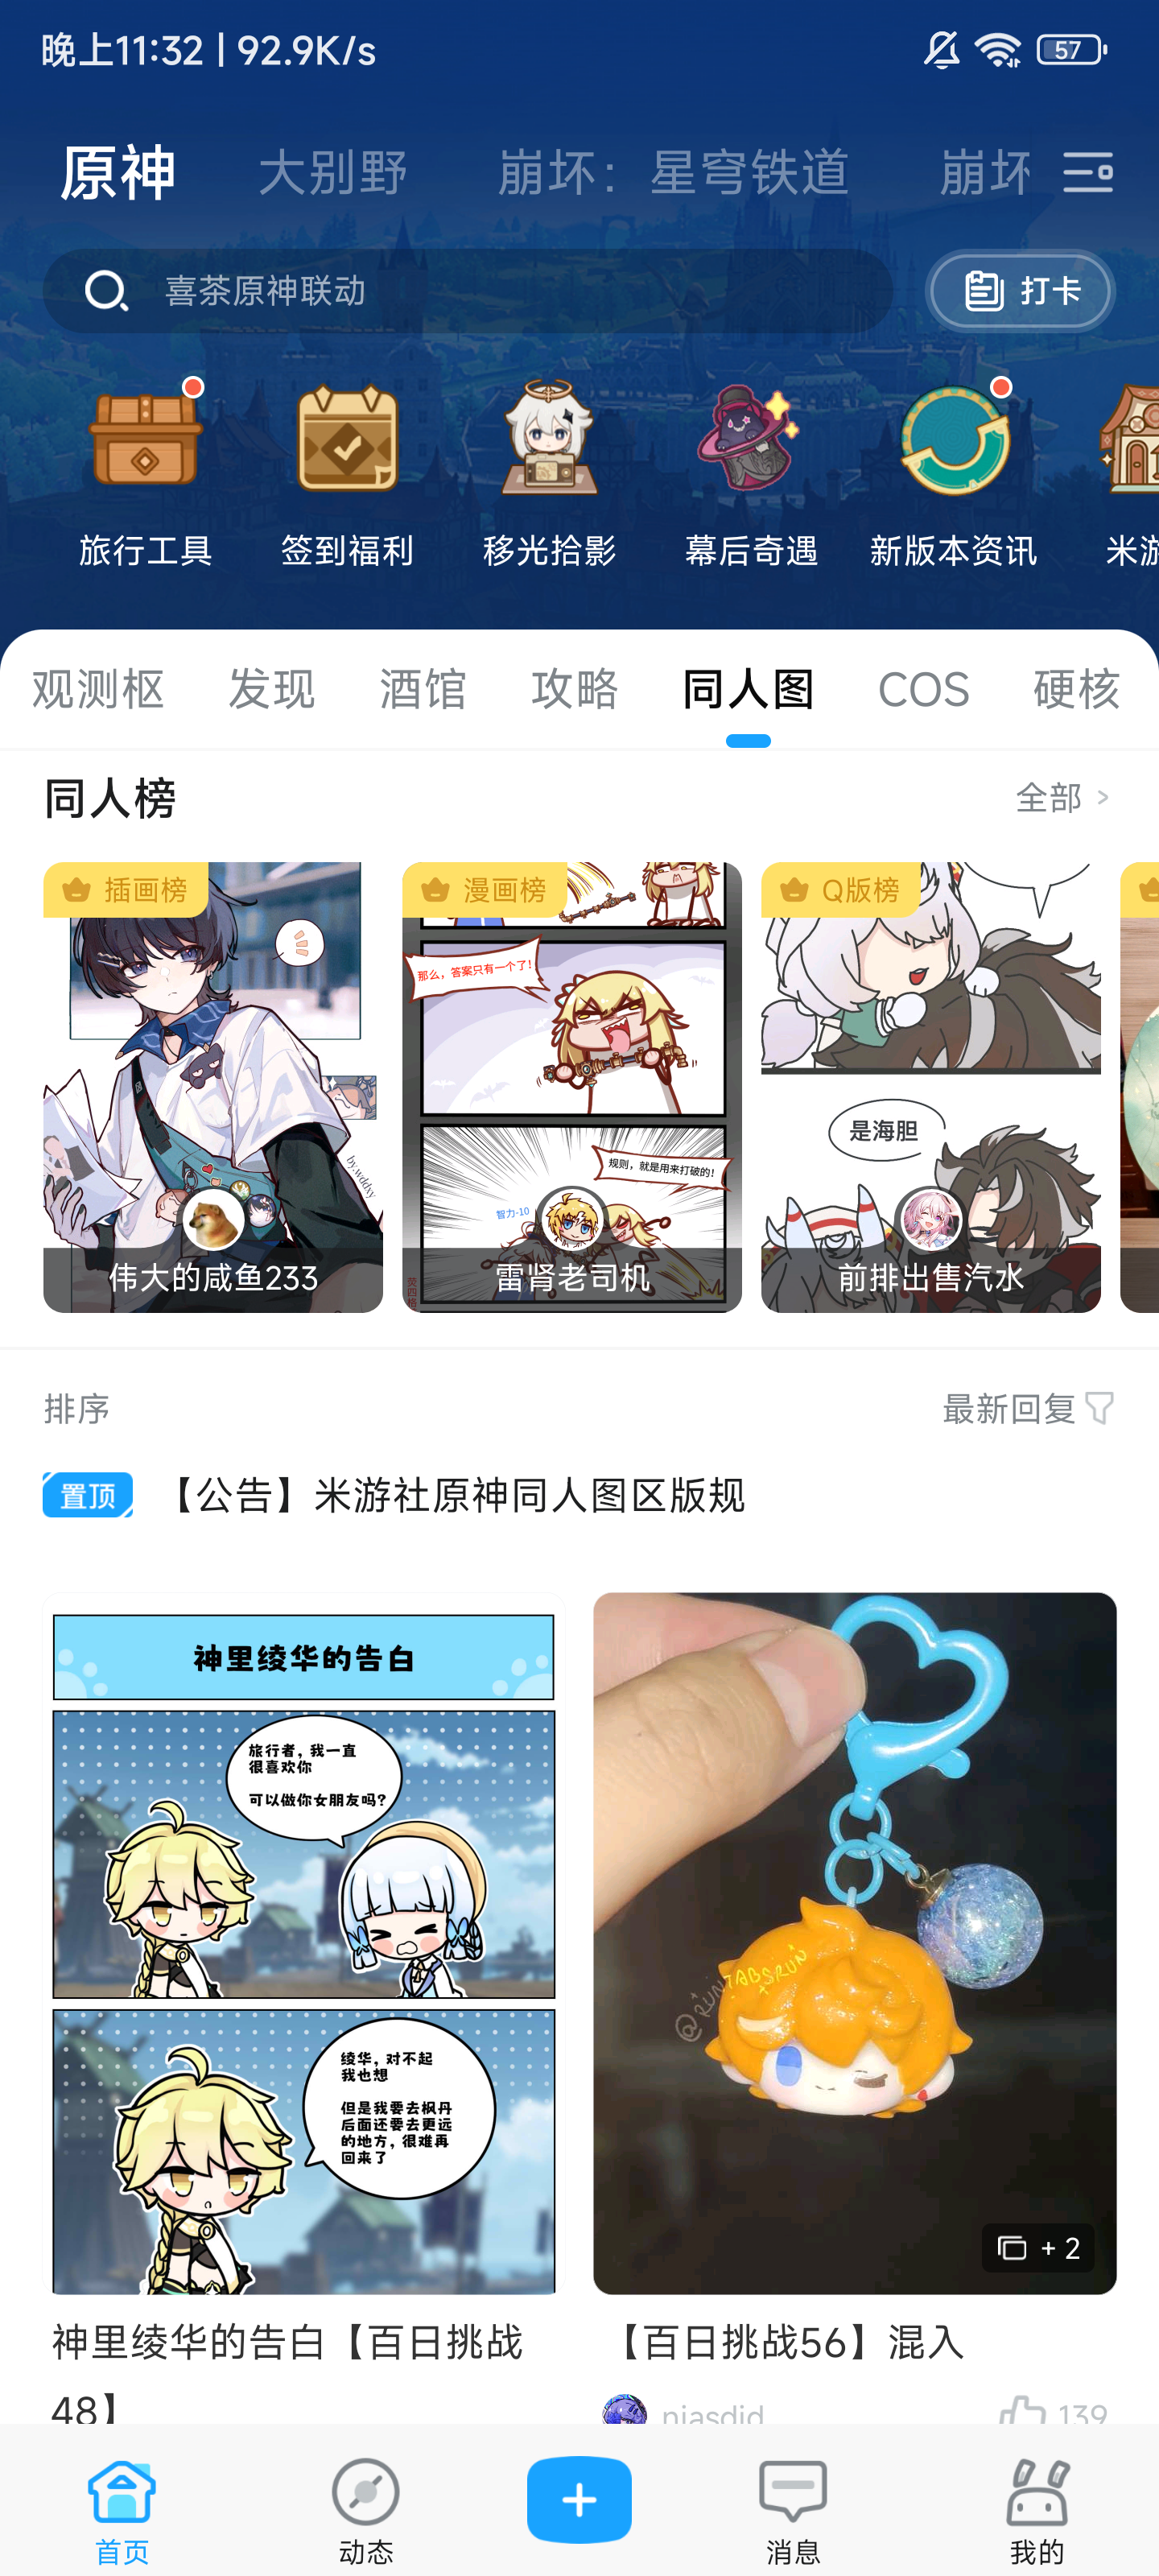 晚上11:32 | 92.9K/s
57
原神
大别野
崩坏：星穹铁道
崩坏
喜茶原神联动
打卡
旅行工具
签到福利
移光拾影
幕后奇遇
新版本资讯
米游
观测枢
发现
酒馆
攻略
同人图
COS
硬核
同人榜
全部 >
插画榜
by.wddxy
伟大的咸鱼233
漫画榜
那么，答案只有一个了！
规则，就是用来打破的！
智力-10
雷肾老司机
Q版榜
是海胆
前排出售汽水
排序
最新回复
置顶
【公告】米游社原神同人图区版规
神里绫华的告白
旅行者，我一直
很喜欢你
可以做你女朋友吗？
绫华，对不起
我也想
但是我要去枫丹
后面还要去更远
的地方，很难再
回来了
@RUNTABSRUN
+ 2
神里绫华的告白【百日挑战
48】
【百日挑战56】混入
niasdid
139
首页
动态
消息
我的